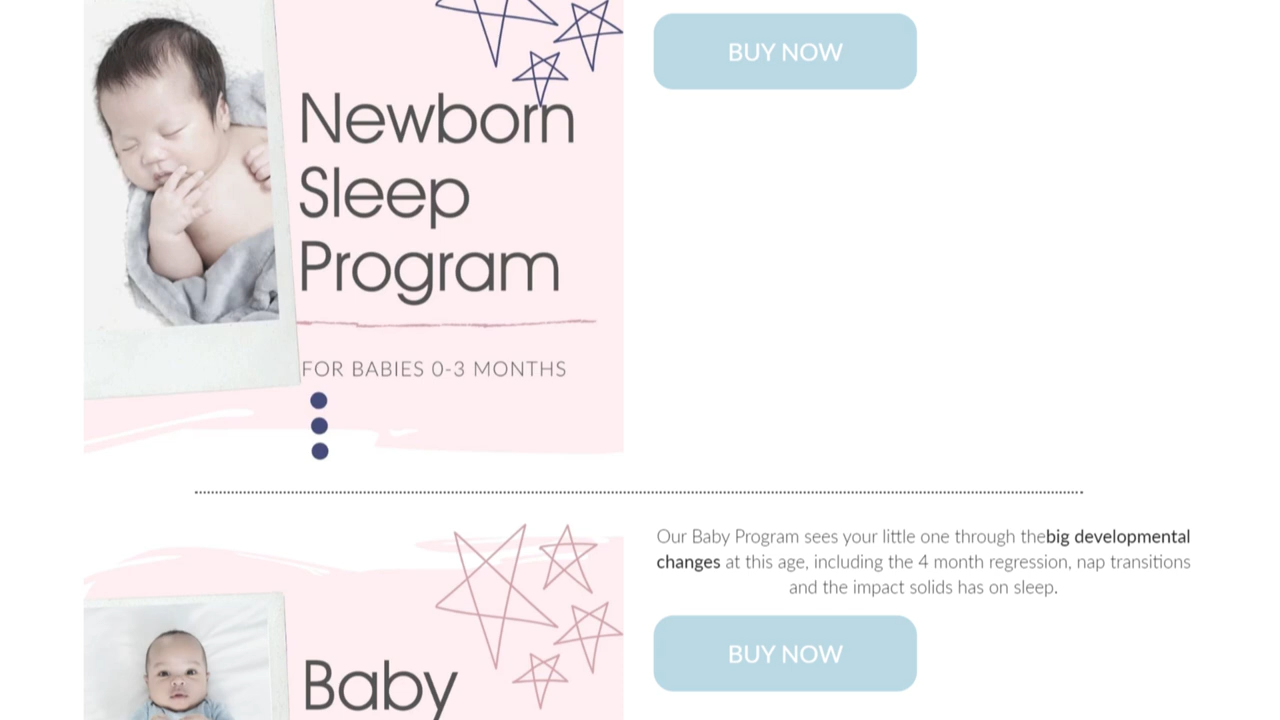 BUY NOW
Newborn
Sleep
Program
FOR BABIES 0-3 MONTHS
Our Baby Program sees your little one through thebig developmental
changes at this age, including the 4 month regression, nap transitions
and the impact solids has on sleep.
BUY NOW
Baby